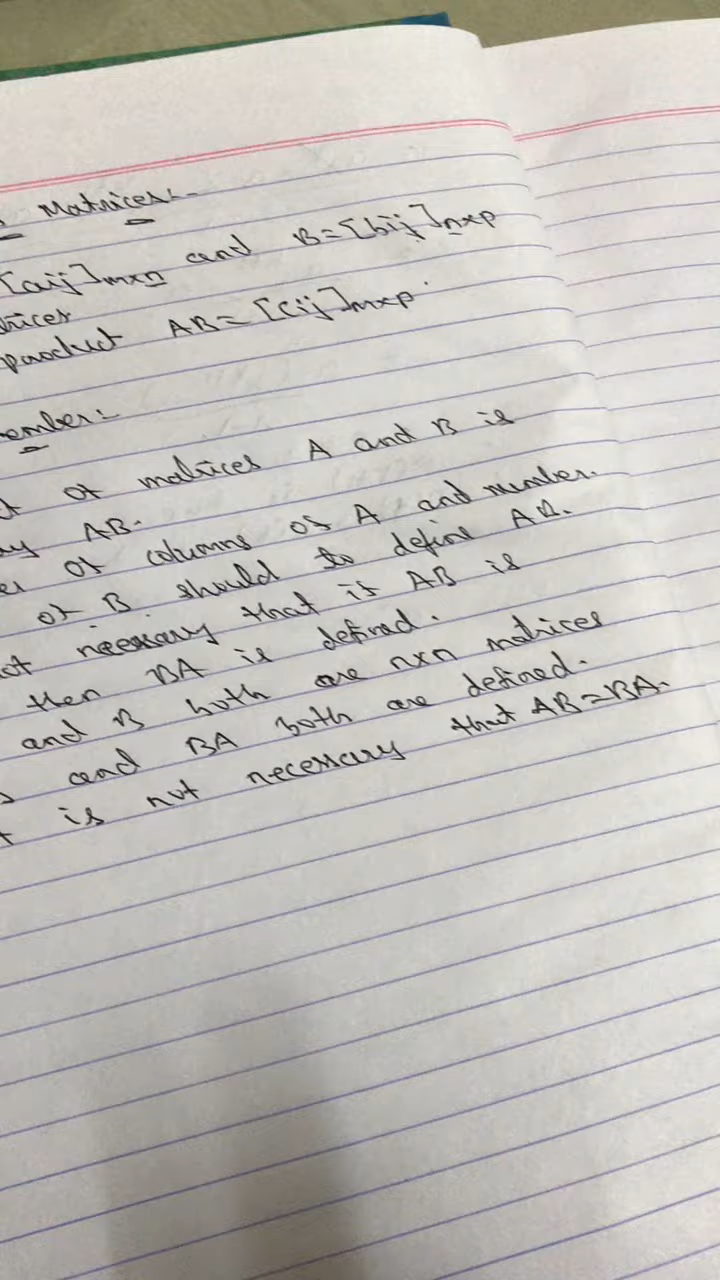 Matrices:-
[aij]mxn and B=[bij]nxp
product AB=[cij]mxp.
of matrices A and B is
AB.
of columns of A and number.
of B should to define AB.
necessary that if AB is
then BA is defined.
and B both are nxn matrices
and BA both are defined.
is not necessary that AB=BA.